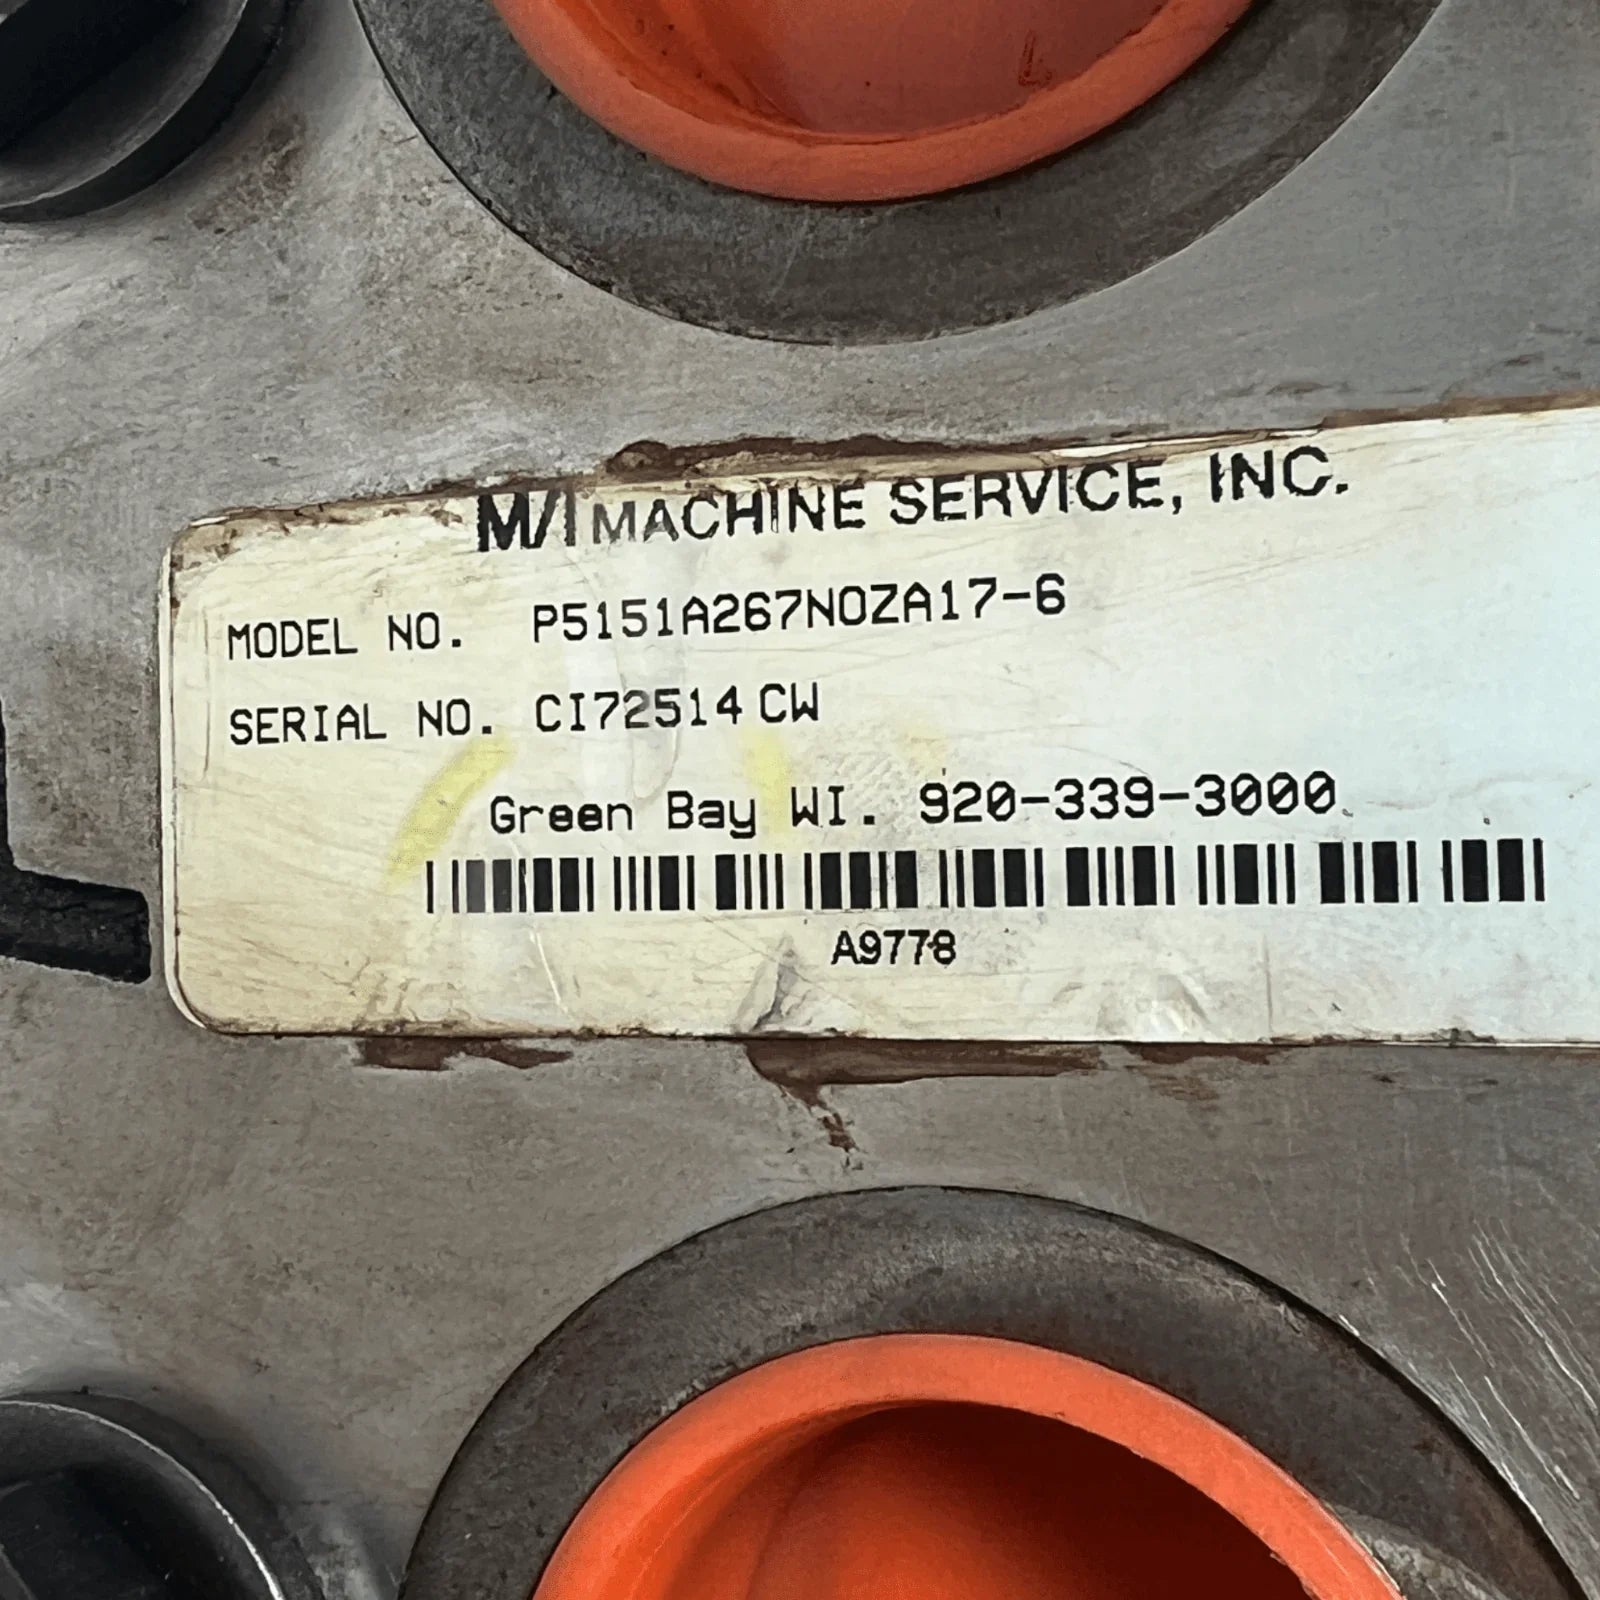 M/I MACHINE SERVICE, INC.
MODEL NO. P5151A267NOZA17-6
SERIAL NO. CI72514 CW
Green Bay WI. 920-339-3000
A9778